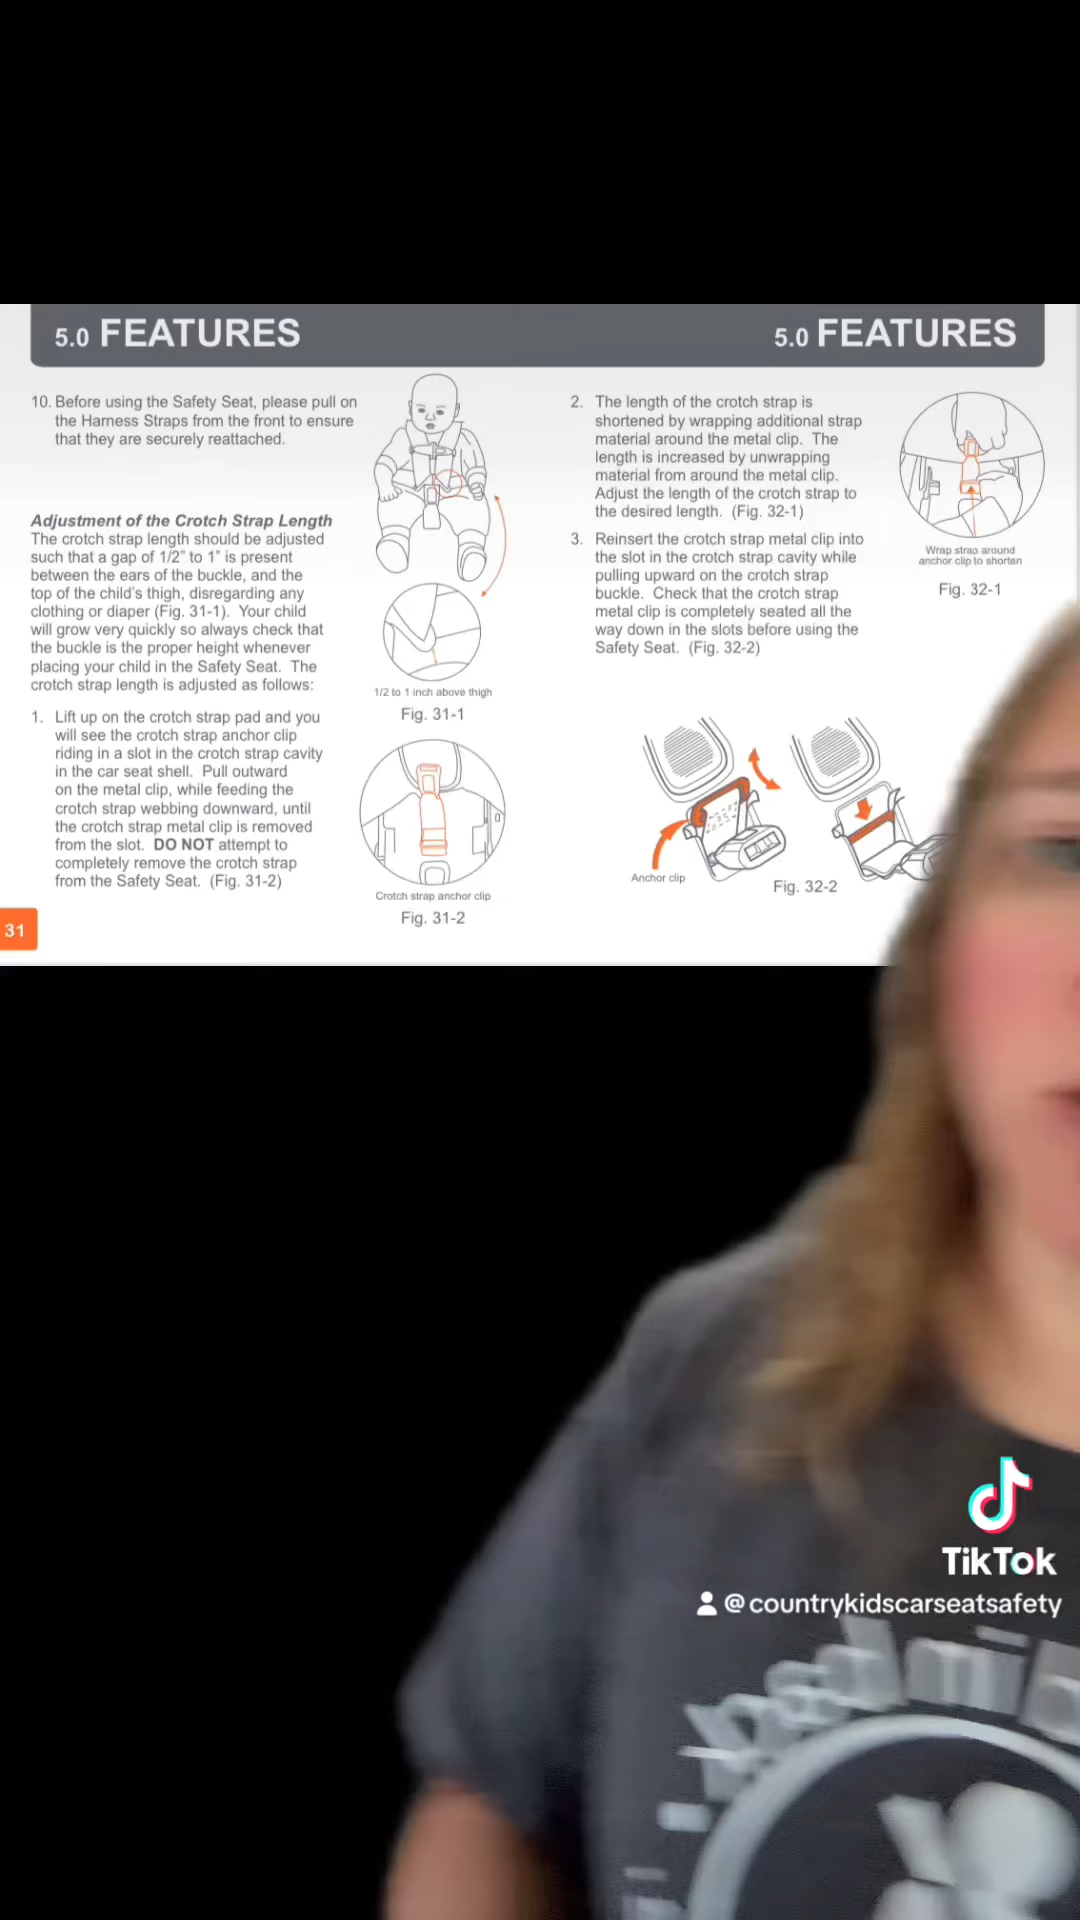 5.0 FEATURES
10. Before using the Safety Seat, please pull on
the Harness Straps from the front to ensure
that they are securely reattached.
Adjustment of the Crotch Strap Length
The crotch strap length should be adjusted
such that a gap of 1/2" to 1" is present
between the ears of the buckle, and the
top of the child's thigh, disregarding any
clothing or diaper (Fig. 31-1). Your child
will grow very quickly so always check that
the buckle is the proper height whenever
placing your child in the Safety Seat. The
crotch strap length is adjusted as follows:
1. Lift up on the crotch strap pad and you
will see the crotch strap anchor clip
riding in a slot in the crotch strap cavity
in the car seat shell. Pull outward
on the metal clip, while feeding the
crotch strap webbing downward, until
the crotch strap metal clip is removed
from the slot. DO NOT attempt to
completely remove the crotch strap
from the Safety Seat. (Fig. 31-2)
1/2 to 1 inch above thigh
Fig. 31-1
Crotch strap anchor clip
Fig. 31-2
31
5.0 FEATURES
2. The length of the crotch strap is
shortened by wrapping additional strap
material around the metal clip. The
length is increased by unwrapping
material from around the metal clip.
Adjust the length of the crotch strap to
the desired length. (Fig. 32-1)
3. Reinsert the crotch strap metal clip into
the slot in the crotch strap cavity while
pulling upward on the crotch strap
buckle. Check that the crotch strap
metal clip is completely seated all the
way down in the slots before using the
Safety Seat. (Fig. 32-2)
Wrap strap around
anchor clip to shorten
Fig. 32-1
Anchor clip
Fig. 32-2
TikTok
@countrykidscarseatsafety